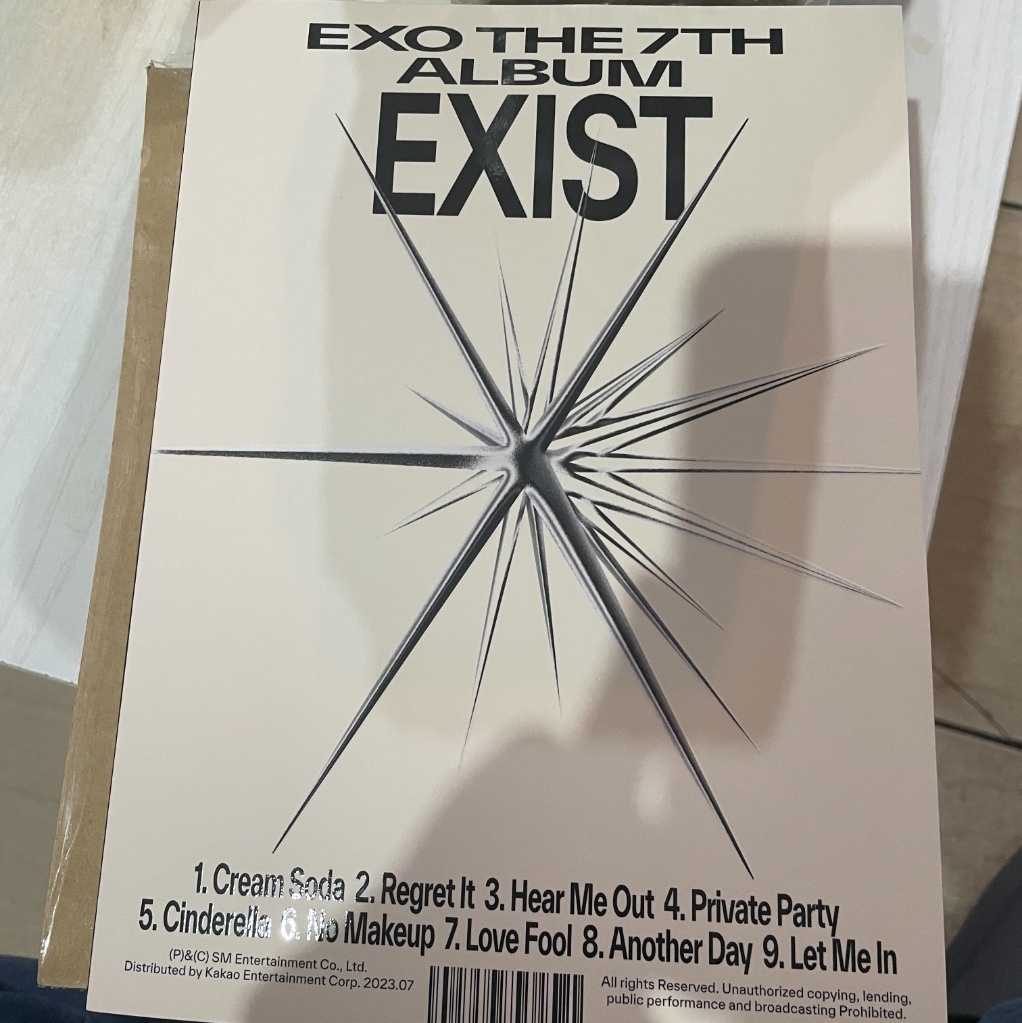 EXO THE 7TH
ALBUM
EXIST
1. Cream Soda 2. Regret It 3. Hear Me Out 4. Private Party
5. Cinderella 6. No Makeup 7. Love Fool 8. Another Day 9. Let Me In
(P)&(C) SM Entertainment Co., Ltd.
Distributed by Kakao Entertainment Corp. 2023.07
All rights Reserved. Unauthorized copying, lending,
public performance and broadcasting Prohibited.